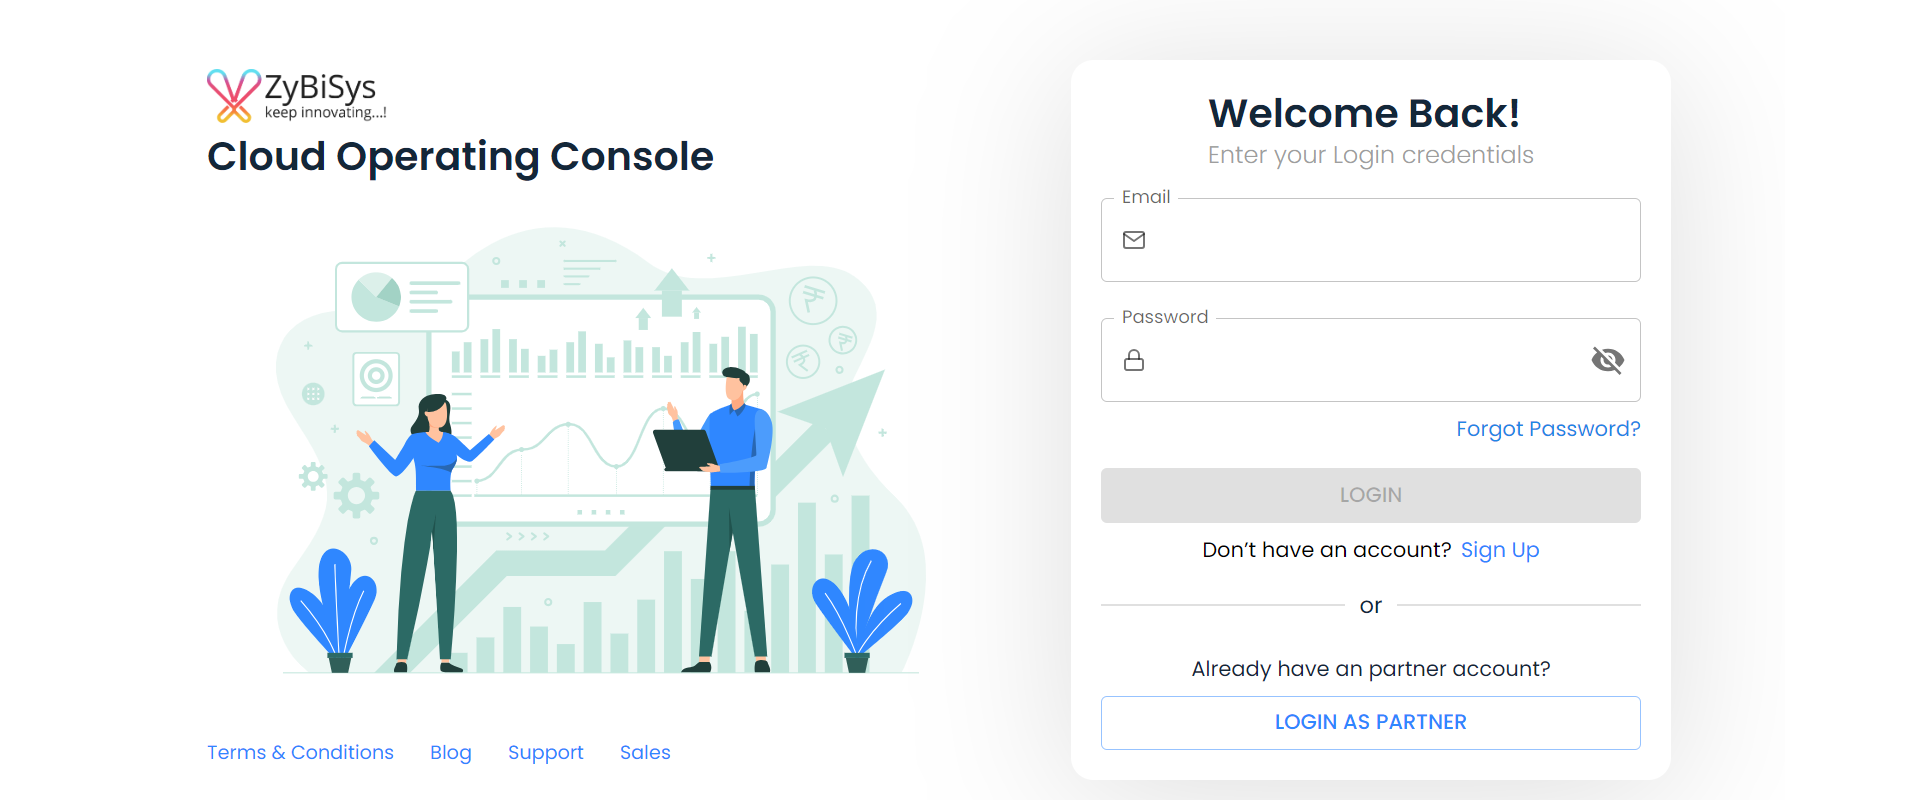 ZyBiSys
keep innovating...!
Cloud Operating Console
Terms & Conditions Blog Support Sales
Welcome Back!
Enter your Login credentials
Email
Password
Forgot Password?
LOGIN
Don’t have an account? Sign Up
or
Already have an partner account?
LOGIN AS PARTNER